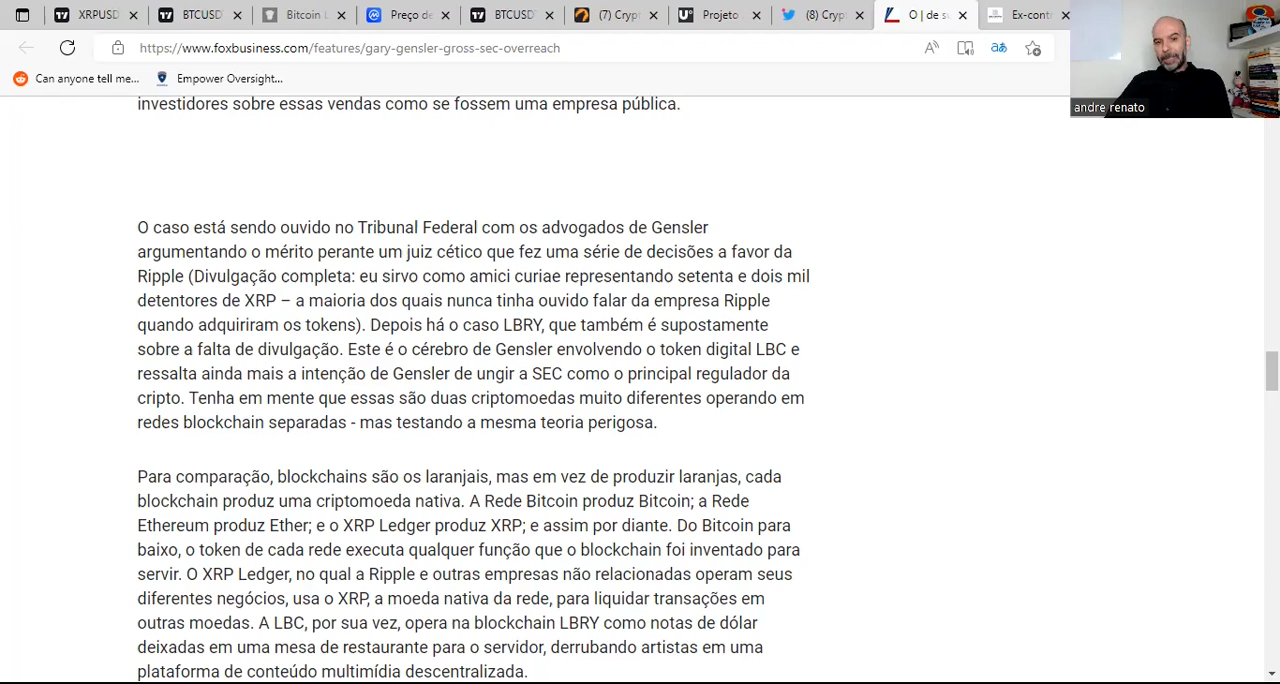 XRPUSD
BTCUSD
Bitcoin L
Preço de
BTCUSDT
(7) Crypt
Projeto
(8) Crypt
O | de s
Ex-contr
https://www.foxbusiness.com/features/gary-gensler-gross-sec-overreach
Can anyone tell me...
Empower Oversight...
andre renato
investidores sobre essas vendas como se fossem uma empresa pública.
O caso está sendo ouvido no Tribunal Federal com os advogados de Gensler
argumentando o mérito perante um juiz cético que fez uma série de decisões a favor da
Ripple (Divulgação completa: eu sirvo como amici curiae representando setenta e dois mil
detentores de XRP – a maioria dos quais nunca tinha ouvido falar da empresa Ripple
quando adquiriram os tokens). Depois há o caso LBRY, que também é supostamente
sobre a falta de divulgação. Este é o cérebro de Gensler envolvendo o token digital LBC e
ressalta ainda mais a intenção de Gensler de ungir a SEC como o principal regulador da
cripto. Tenha em mente que essas são duas criptomoedas muito diferentes operando em
redes blockchain separadas - mas testando a mesma teoria perigosa.
Para comparação, blockchains são os laranjais, mas em vez de produzir laranjas, cada
blockchain produz uma criptomoeda nativa. A Rede Bitcoin produz Bitcoin; a Rede
Ethereum produz Ether; e o XRP Ledger produz XRP; e assim por diante. Do Bitcoin para
baixo, o token de cada rede executa qualquer função que o blockchain foi inventado para
servir. O XRP Ledger, no qual a Ripple e outras empresas não relacionadas operam seus
diferentes negócios, usa o XRP, a moeda nativa da rede, para liquidar transações em
outras moedas. A LBC, por sua vez, opera na blockchain LBRY como notas de dólar
deixadas em uma mesa de restaurante para o servidor, derrubando artistas em uma
plataforma de conteúdo multimídia descentralizada.